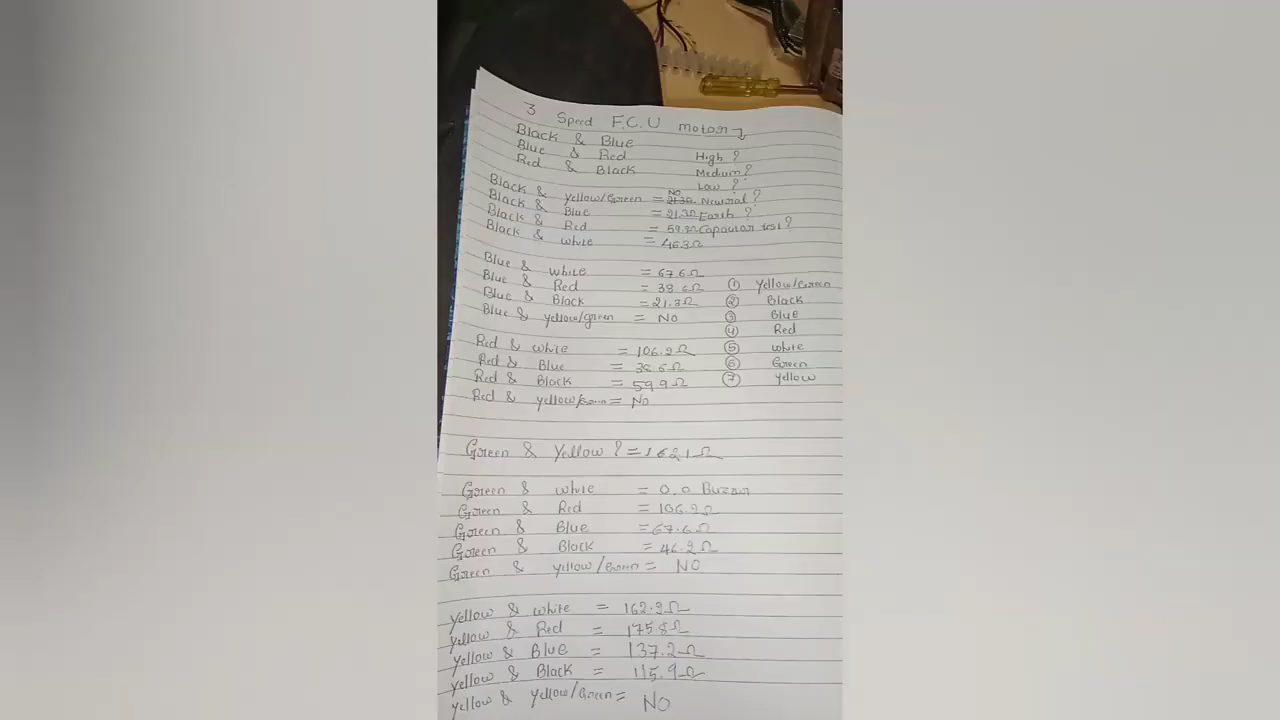 3 Speed F.C.U motor
Black & Blue
Blue & Red High ?
Red & Black Medium ?
Low ?
Black & yellow/Green = NO Newtral ?
Black & Blue = 21.3Ω Earth ?
Black & Red = 59.9Ω Capacitor test ?
Black & white = 46.3Ω
Blue & white = 67.6Ω
Blue & Red = 38.6Ω ① Yellow/Green
Blue & Black = 21.3Ω ② Black
Blue & yellow/green = NO ③ Blue
④ Red
Red & white = 106.2Ω ⑤ white
Red & Blue = 38.6Ω ⑥ Green
Red & Black = 59.9Ω ⑦ yellow
Red & yellow/Green = NO
Green & Yellow ? = 162.1Ω
Green & white = 0.0 Buzzer
Green & Red = 106.2Ω
Green & Blue = 67.6Ω
Green & Black = 46.2Ω
Green & yellow/Green = NO
yellow & white = 162.2Ω
yellow & Red = 175.8Ω
yellow & Blue = 137.2Ω
yellow & Black = 115.9Ω
yellow & yellow/Green = NO